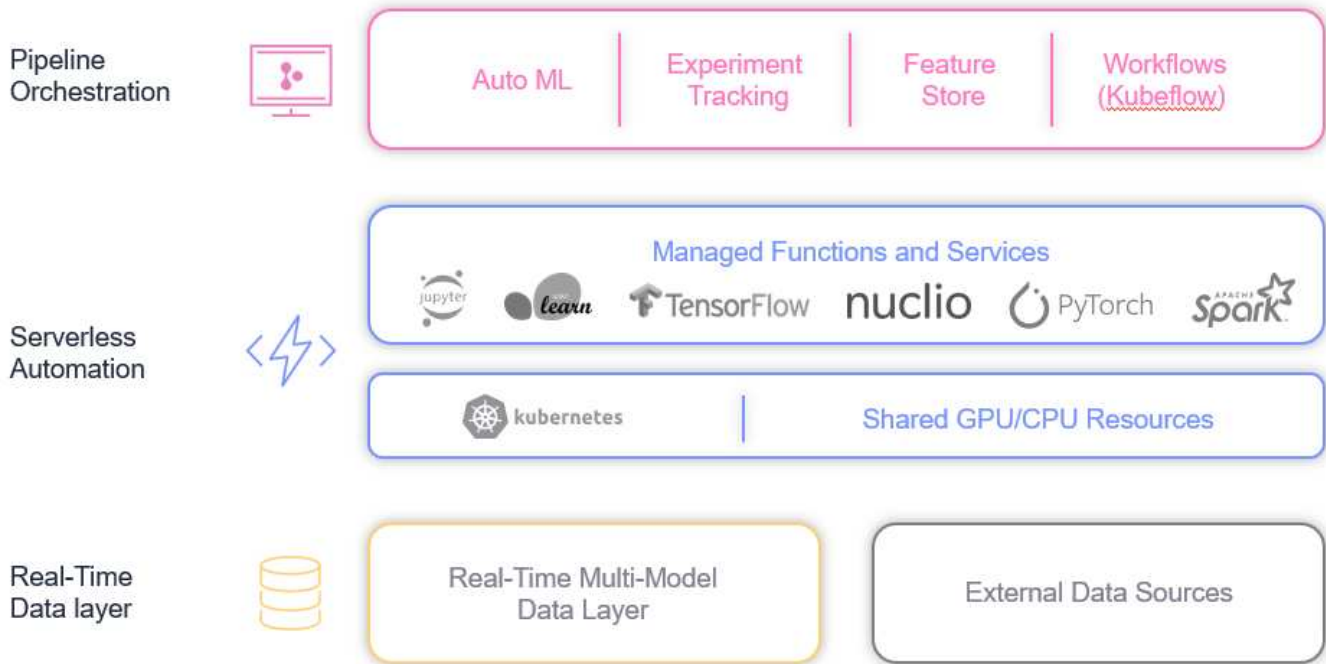 Pipeline
Orchestration
Auto ML
Experiment
Tracking
Feature
Store
Workflows
(Kubeflow)
Serverless
Automation
Managed Functions and Services
jupyter
learn
TensorFlow
nuclio
PyTorch
APACHE
Spark
kubernetes
Shared GPU/CPU Resources
Real-Time
Data layer
Real-Time Multi-Model
Data Layer
External Data Sources